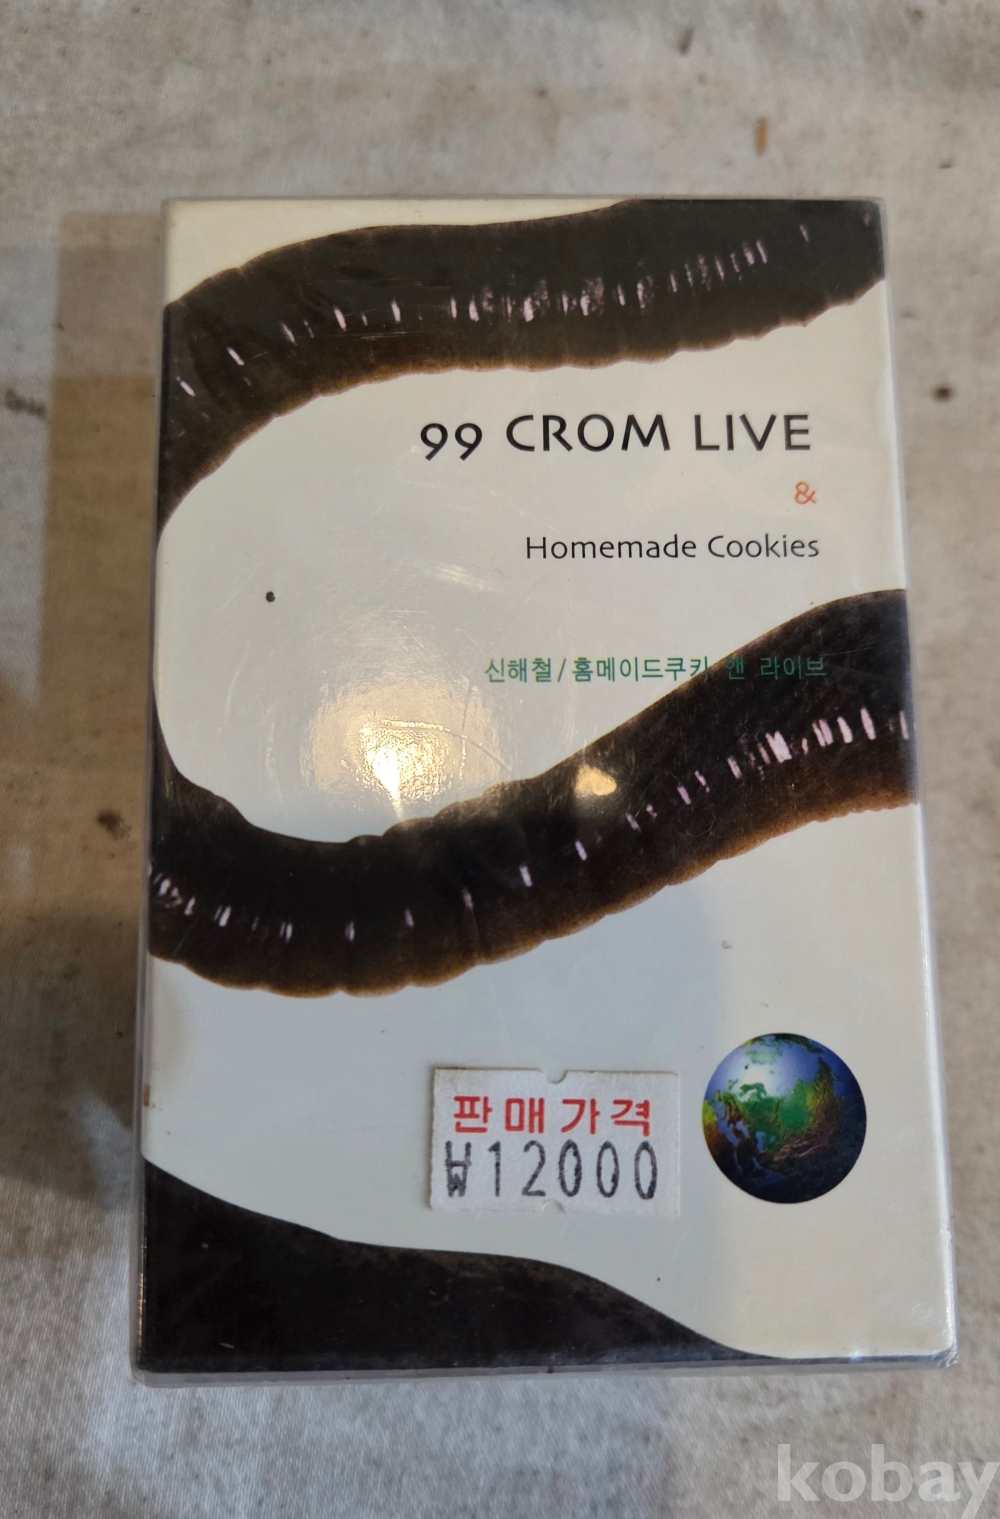 99 CROM LIVE
&
Homemade Cookies
신해철/홈메이드쿠키 앤 라이브
판매가격
₩12000
kobay